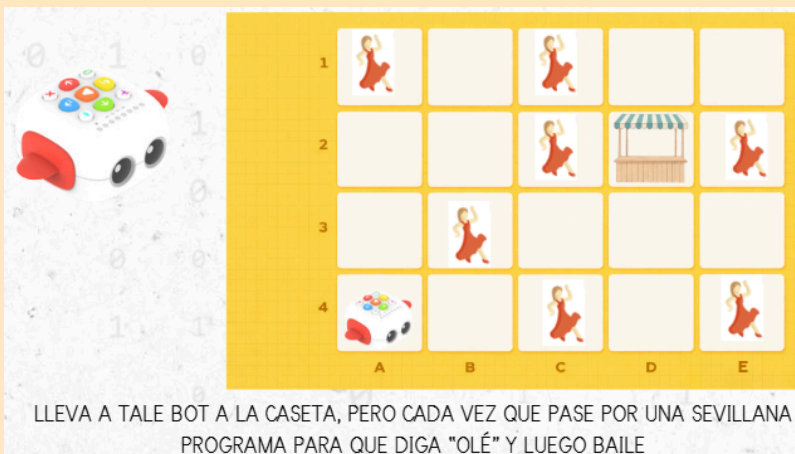 1
2
3
4
A B C D E
LLEVA A TALE BOT A LA CASETA, PERO CADA VEZ QUE PASE POR UNA SEVILLANA
PROGRAMA PARA QUE DIGA "OLÉ" Y LUEGO BAILE